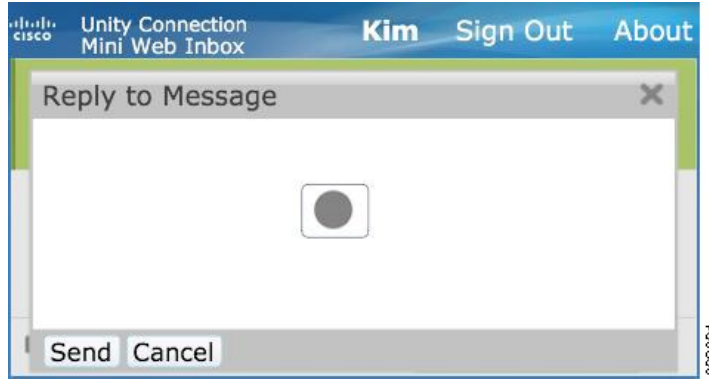 cisco
Unity Connection
Mini Web Inbox
Kim Sign Out About
Reply to Message
Send Cancel